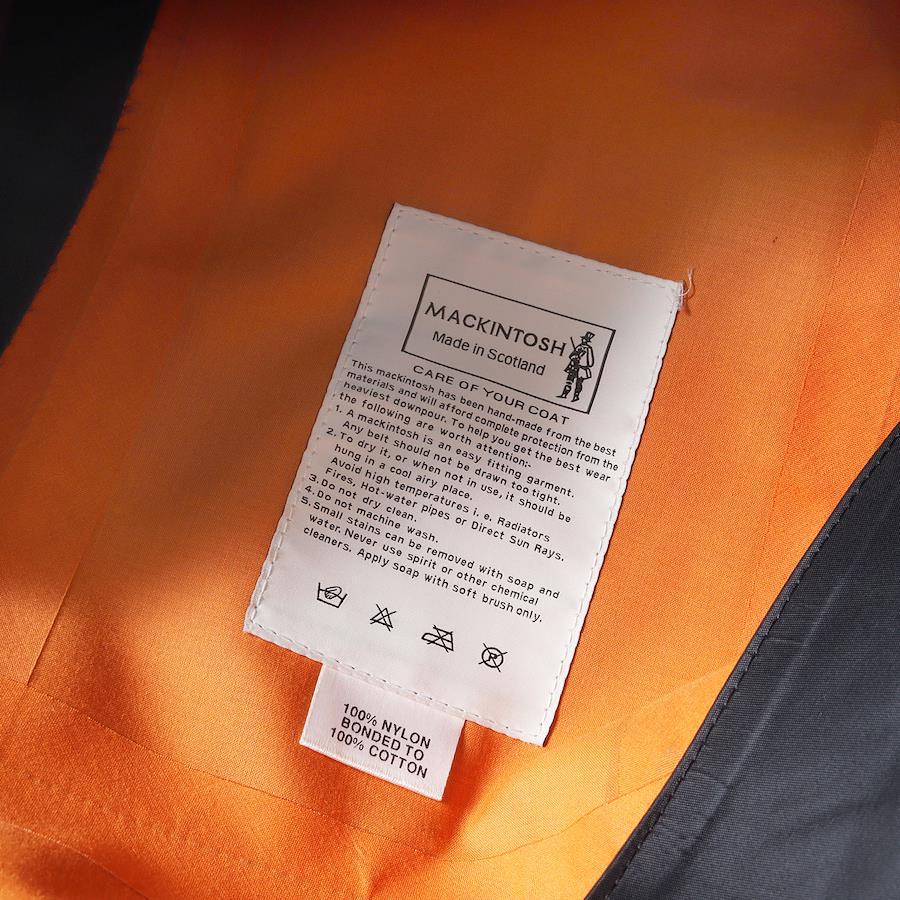 MACKINTOSH
Made in Scotland
CARE OF YOUR COAT
This mackintosh has been hand-made from the best
materials and will afford complete protection from the
heaviest downpour. To help you get the best wear
the following are worth attention:-
1. A mackintosh is an easy fitting garment.
Any belt should not be drawn too tight.
2. To dry it, or when not in use, it should be
hung in a cool airy place.
Avoid high temperatures i. e. Radiators
Fires, Hot-water pipes or Direct Sun Rays.
3. Do not dry clean.
4. Do not machine wash.
5. Small stains can be removed with soap and
water. Never use spirit or other chemical
cleaners. Apply soap with soft brush only.
R
100% NYLON
BONDED TO
100% COTTON